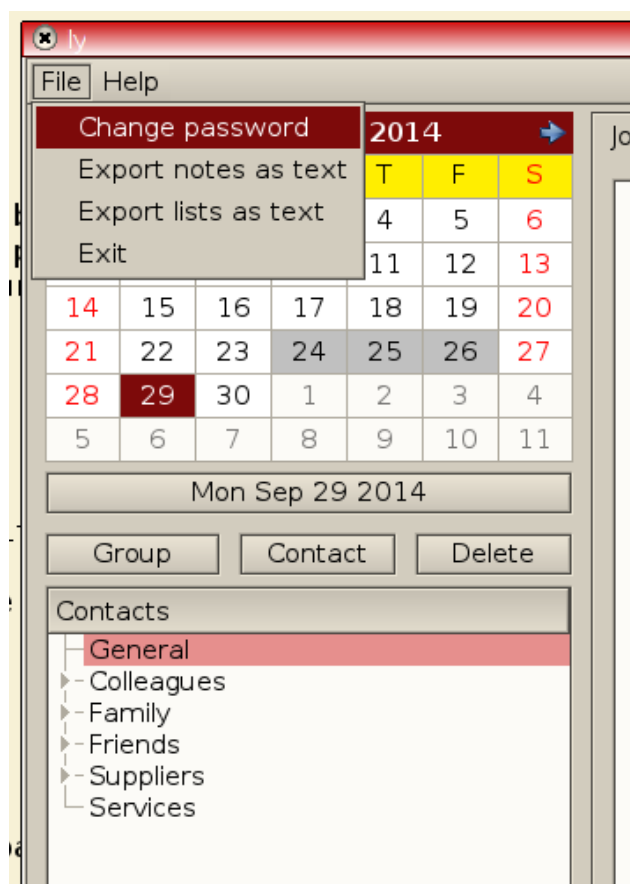 ly
File Help
Change password 2014 Jo
Export notes as text T F S
Export lists as text 4 5 6
Exit 11 12 13
14 15 16 17 18 19 20
21 22 23 24 25 26 27
28 29 30 1 2 3 4
5 6 7 8 9 10 11
Mon Sep 29 2014
Group Contact Delete
Contacts
General
Colleagues
Family
Friends
Suppliers
Services